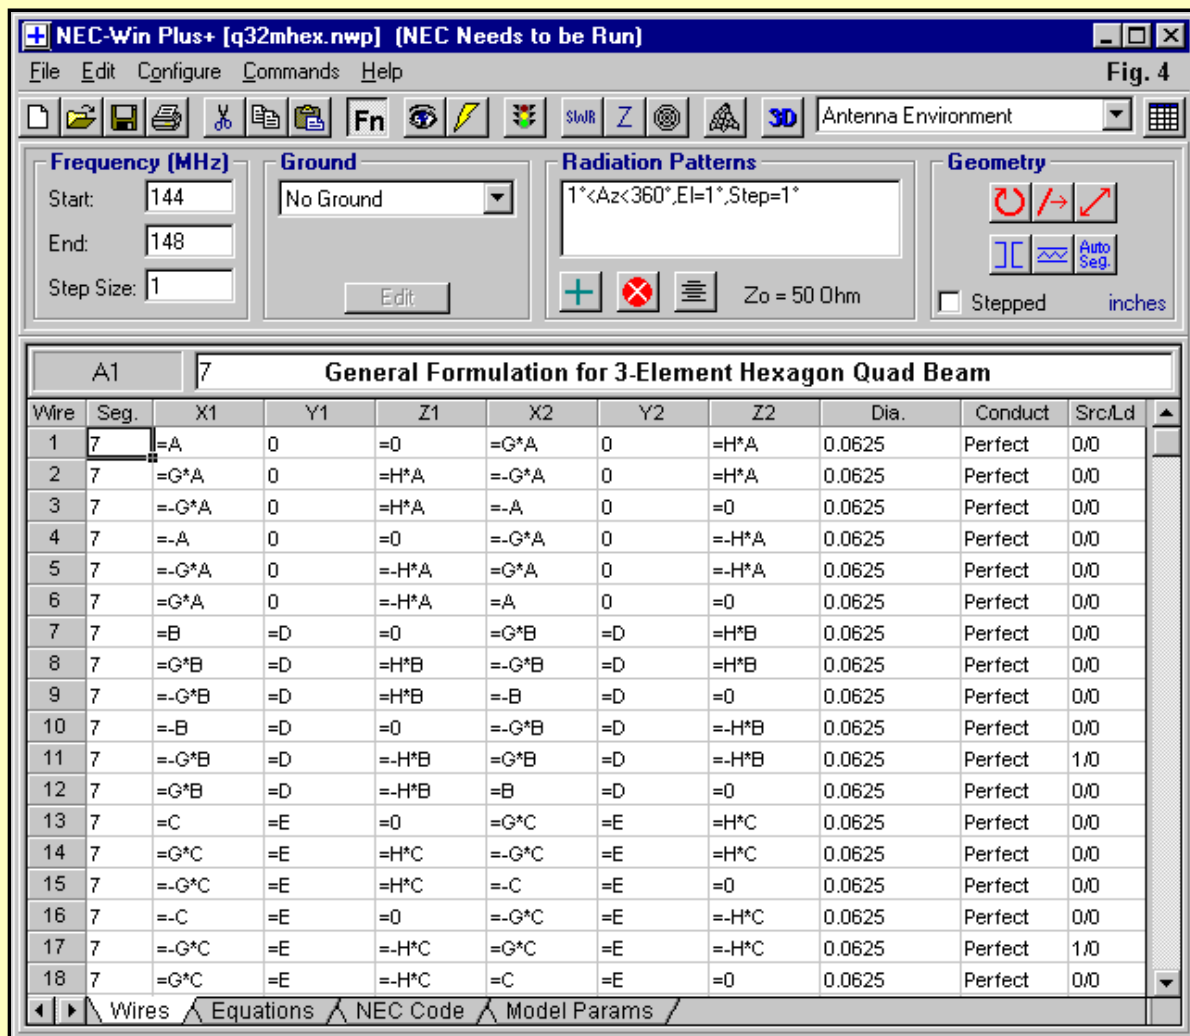 NEC-Win Plus+ [q32mhex.nwp] (NEC Needs to be Run)
File Edit Configure Commands Help Fig. 4
Fn SWR Z 3D Antenna Environment
Frequency (MHz) Ground Radiation Patterns Geometry
Start: 144 No Ground 1°<Az<360°,El=1°,Step=1°
End: 148 Auto Seg.
Step Size: 1 Edit Zo = 50 Ohm Stepped inches
A1 7 General Formulation for 3-Element Hexagon Quad Beam
Wire Seg. X1 Y1 Z1 X2 Y2 Z2 Dia. Conduct Src/Ld
1 7 =A 0 =0 =G*A 0 =H*A 0.0625 Perfect 0/0
2 7 =G*A 0 =H*A =-G*A 0 =H*A 0.0625 Perfect 0/0
3 7 =-G*A 0 =H*A =-A 0 =0 0.0625 Perfect 0/0
4 7 =-A 0 =0 =-G*A 0 =-H*A 0.0625 Perfect 0/0
5 7 =-G*A 0 =-H*A =G*A 0 =-H*A 0.0625 Perfect 0/0
6 7 =G*A 0 =-H*A =A 0 =0 0.0625 Perfect 0/0
7 7 =B =D =0 =G*B =D =H*B 0.0625 Perfect 0/0
8 7 =G*B =D =H*B =-G*B =D =H*B 0.0625 Perfect 0/0
9 7 =-G*B =D =H*B =-B =D =0 0.0625 Perfect 0/0
10 7 =-B =D =0 =-G*B =D =-H*B 0.0625 Perfect 0/0
11 7 =-G*B =D =-H*B =G*B =D =-H*B 0.0625 Perfect 1/0
12 7 =G*B =D =-H*B =B =D =0 0.0625 Perfect 0/0
13 7 =C =E =0 =G*C =E =H*C 0.0625 Perfect 0/0
14 7 =G*C =E =H*C =-G*C =E =H*C 0.0625 Perfect 0/0
15 7 =-G*C =E =H*C =-C =E =0 0.0625 Perfect 0/0
16 7 =-C =E =0 =-G*C =E =-H*C 0.0625 Perfect 0/0
17 7 =-G*C =E =-H*C =G*C =E =-H*C 0.0625 Perfect 1/0
18 7 =G*C =E =-H*C =C =E =0 0.0625 Perfect 0/0
Wires Equations NEC Code Model Params